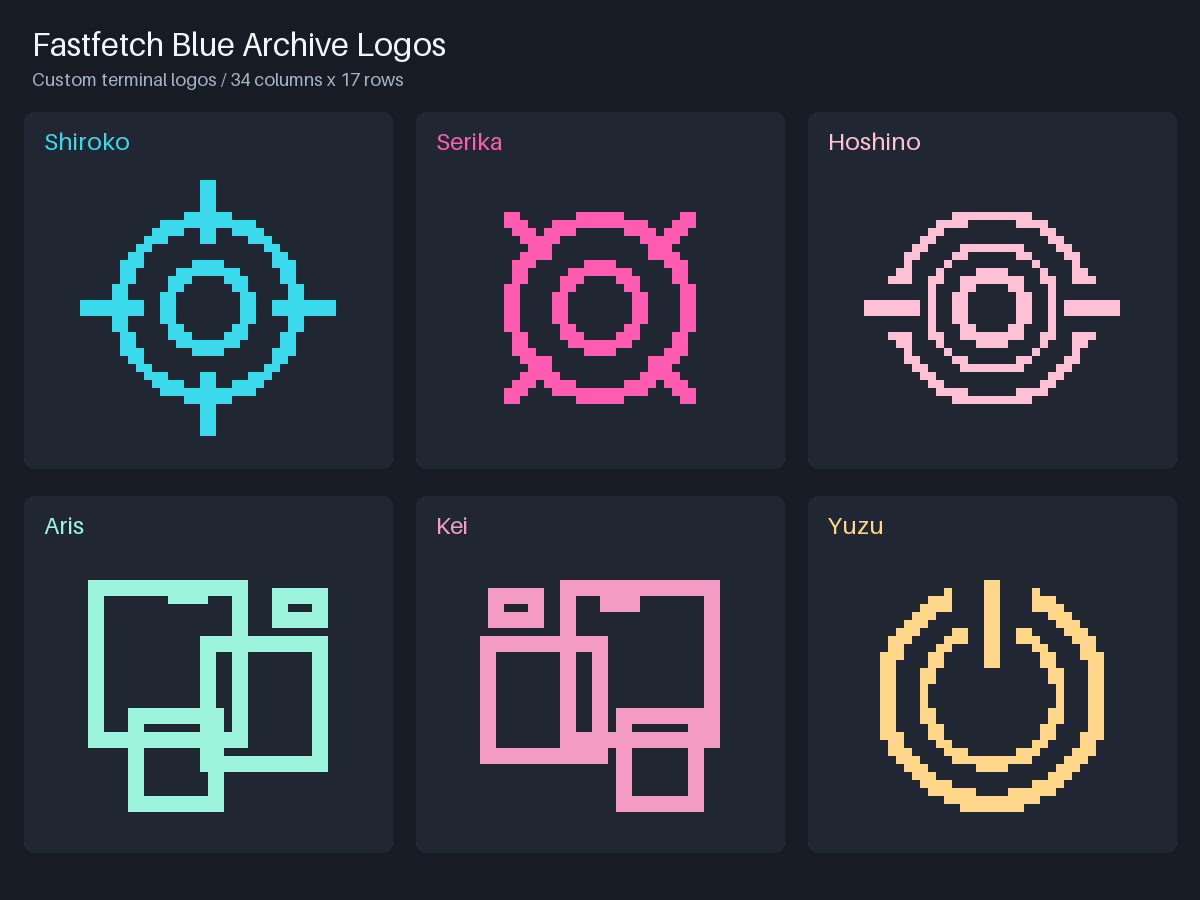 Fastfetch Blue Archive Logos
Custom terminal logos / 34 columns x 17 rows
Shiroko
Serika
Hoshino
Aris
Kei
Yuzu